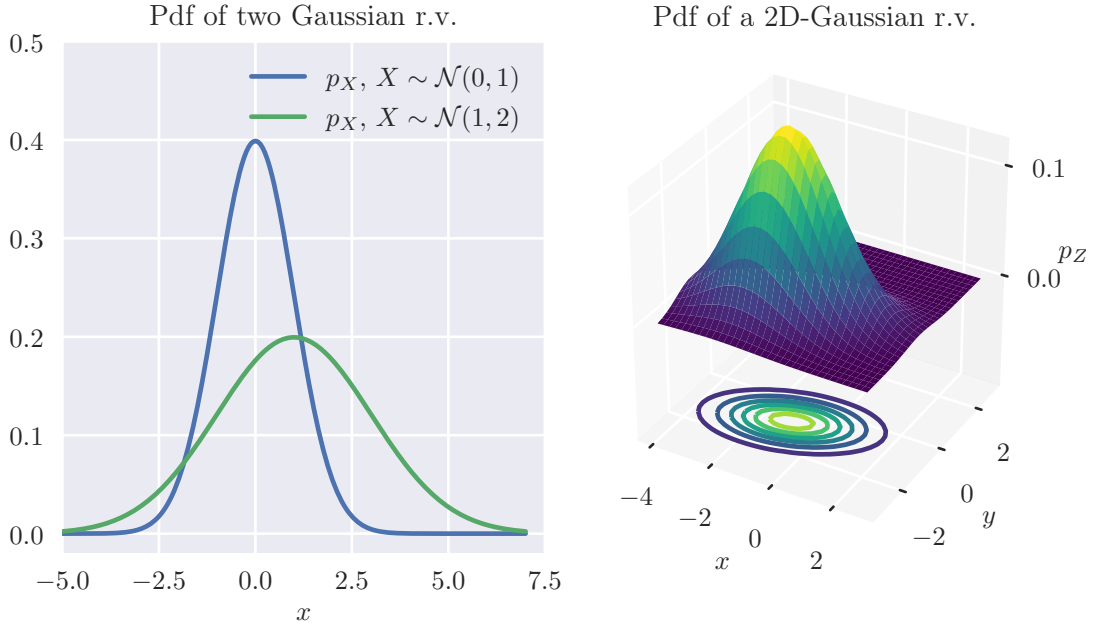 Pdf of two Gaussian r.v.
0.5
0.4
0.3
0.2
0.1
0.0
p_X, X ∼ 𝒩(0, 1)
p_X, X ∼ 𝒩(1, 2)
−5.0 −2.5 0.0 2.5 5.0 7.5
x
Pdf of a 2D-Gaussian r.v.
0.1
p_Z
0.0
−4
−2
0
2
x
−2
0
2
y